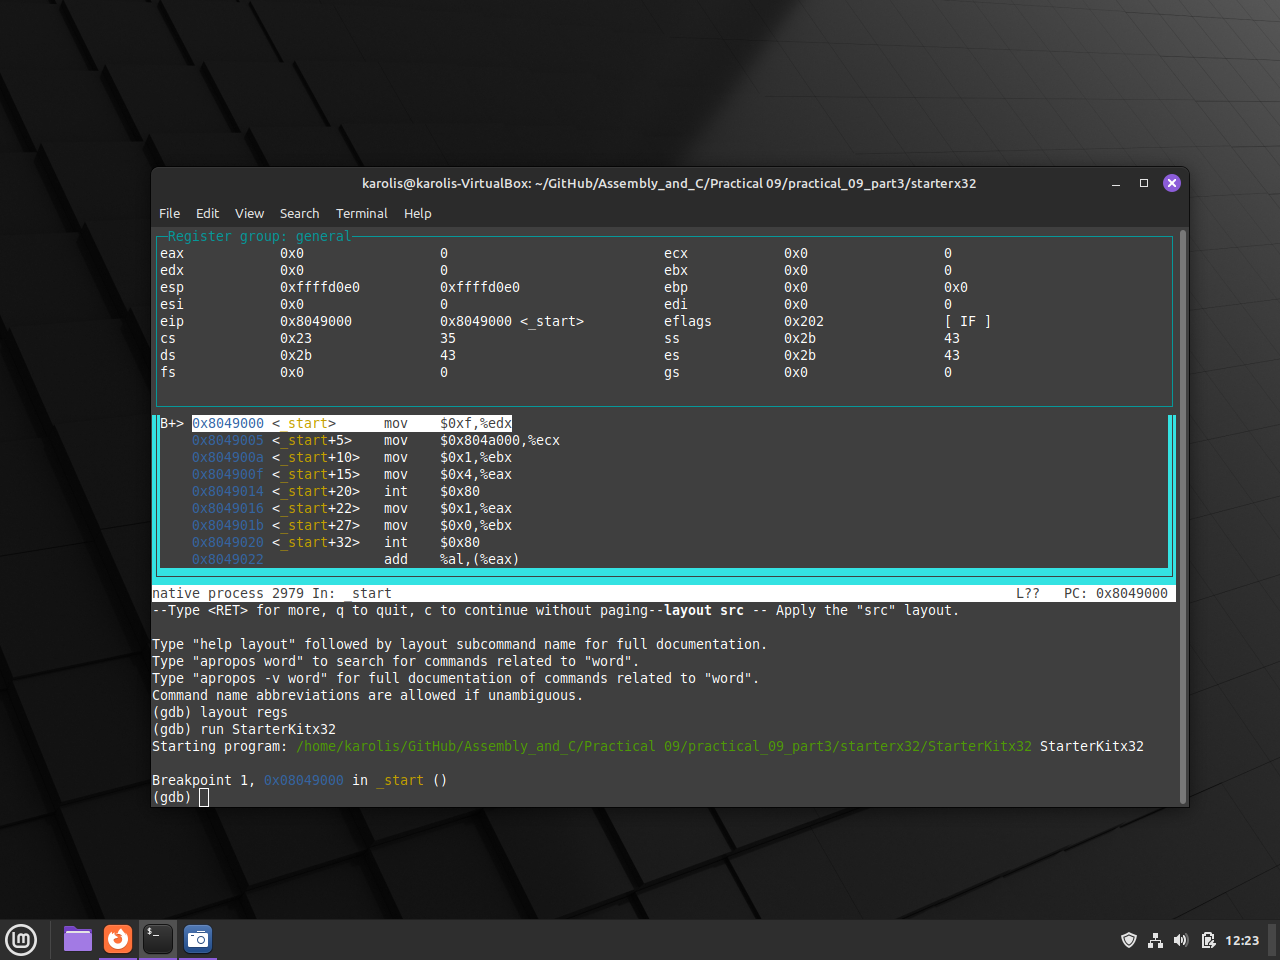 karolis@karolis-VirtualBox: ~/GitHub/Assembly_and_C/Practical 09/practical_09_part3/starterx32
File Edit View Search Terminal Help
Register group: general
eax 0x0 0 ecx 0x0 0
edx 0x0 0 ebx 0x0 0
esp 0xffffd0e0 0xffffd0e0 ebp 0x0 0x0
esi 0x0 0 edi 0x0 0
eip 0x8049000 0x8049000 <_start> eflags 0x202 [ IF ]
cs 0x23 35 ss 0x2b 43
ds 0x2b 43 es 0x2b 43
fs 0x0 0 gs 0x0 0
B+> 0x8049000 <_start> mov $0xf,%edx
0x8049005 <_start+5> mov $0x804a000,%ecx
0x804900a <_start+10> mov $0x1,%ebx
0x804900f <_start+15> mov $0x4,%eax
0x8049014 <_start+20> int $0x80
0x8049016 <_start+22> mov $0x1,%eax
0x804901b <_start+27> mov $0x0,%ebx
0x8049020 <_start+32> int $0x80
0x8049022 add %al,(%eax)
native process 2979 In: _start L?? PC: 0x8049000
--Type <RET> for more, q to quit, c to continue without paging--layout src -- Apply the "src" layout.
Type "help layout" followed by layout subcommand name for full documentation.
Type "apropos word" to search for commands related to "word".
Type "apropos -v word" for full documentation of commands related to "word".
Command name abbreviations are allowed if unambiguous.
(gdb) layout regs
(gdb) run StarterKitx32
Starting program: /home/karolis/GitHub/Assembly_and_C/Practical 09/practical_09_part3/starterx32/StarterKitx32 StarterKitx32
Breakpoint 1, 0x08049000 in _start ()
(gdb)
12:23